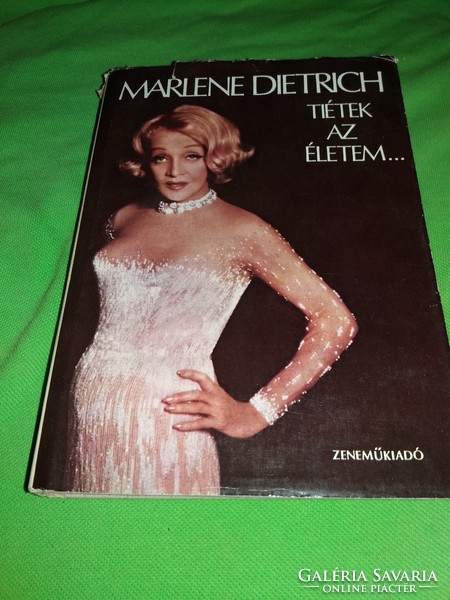 MARLENE DIETRICH
TIÉTEK
AZ
ÉLETEM...
ZENEMŰKIADÓ
GALÉRIA SAVARIA
ONLINE PIACTÉR